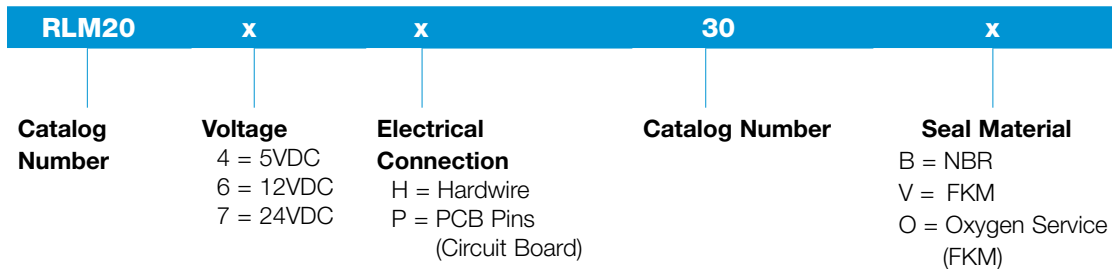 RLM20 x x 30 x
Catalog
Number
Voltage
4 = 5VDC
6 = 12VDC
7 = 24VDC
Electrical
Connection
H = Hardwire
P = PCB Pins
(Circuit Board)
Catalog Number
Seal Material
B = NBR
V = FKM
O = Oxygen Service
(FKM)